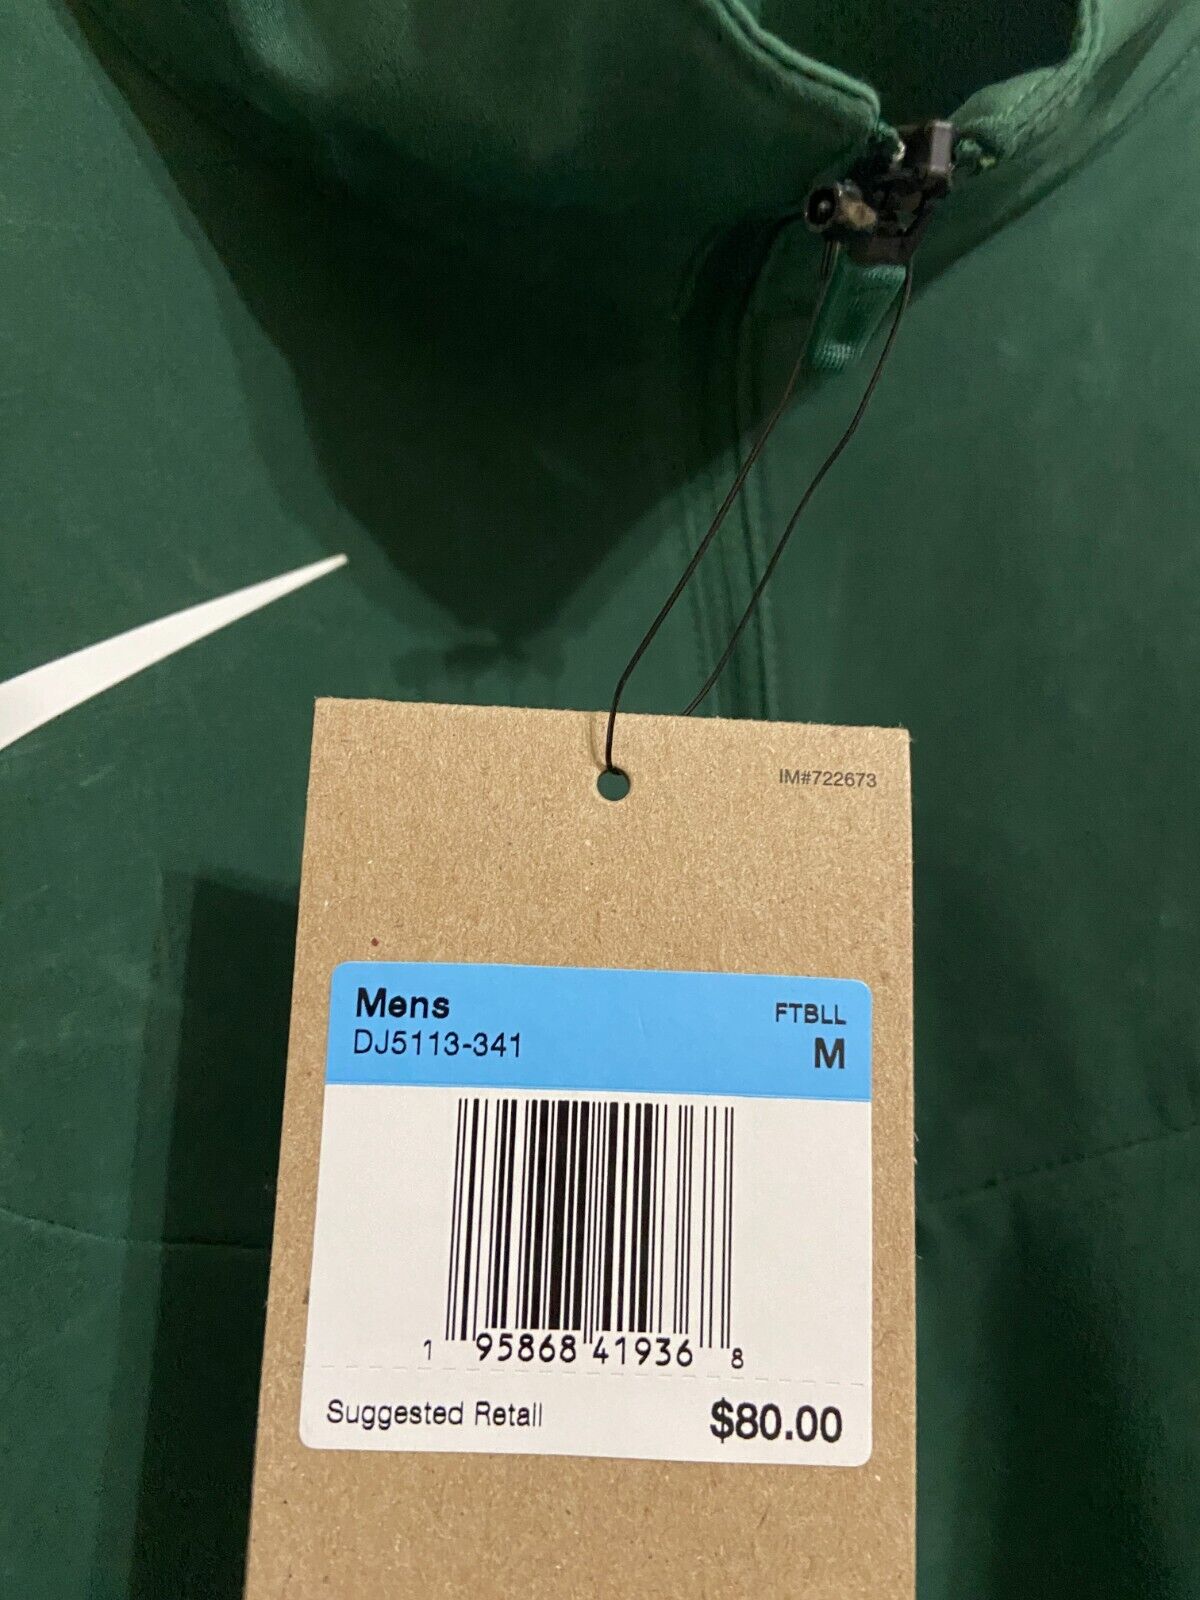 IM#722673
Mens FTBLL
DJ5113-341 M
1 95868 41936 8
Suggested Retail $80.00